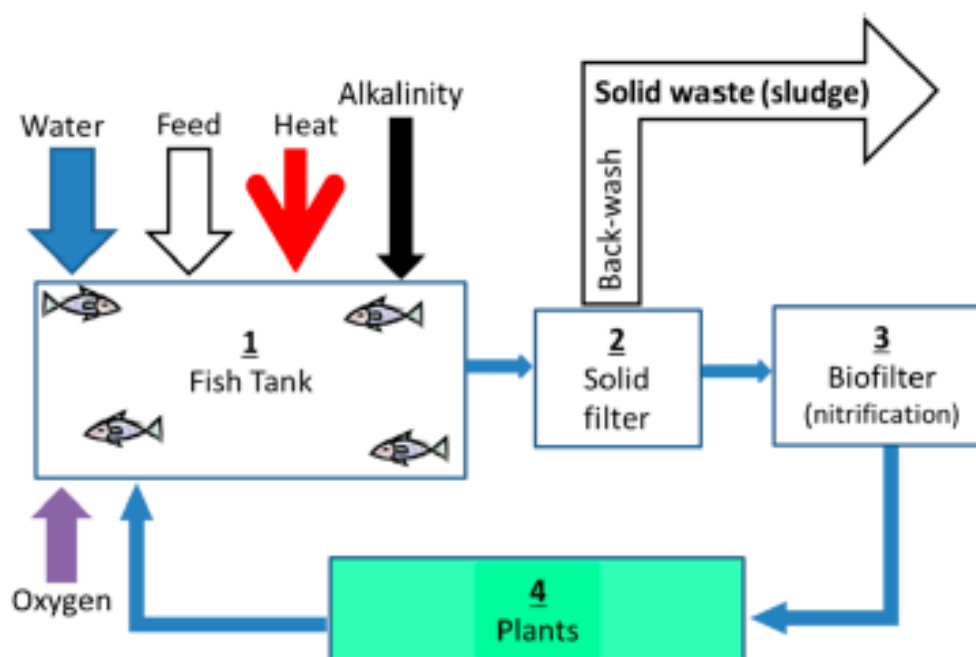 Water
Feed
Heat
Alkalinity
Solid waste (sludge)
Back-wash
1
Fish Tank
2
Solid
filter
3
Biofilter
(nitrification)
Oxygen
4
Plants